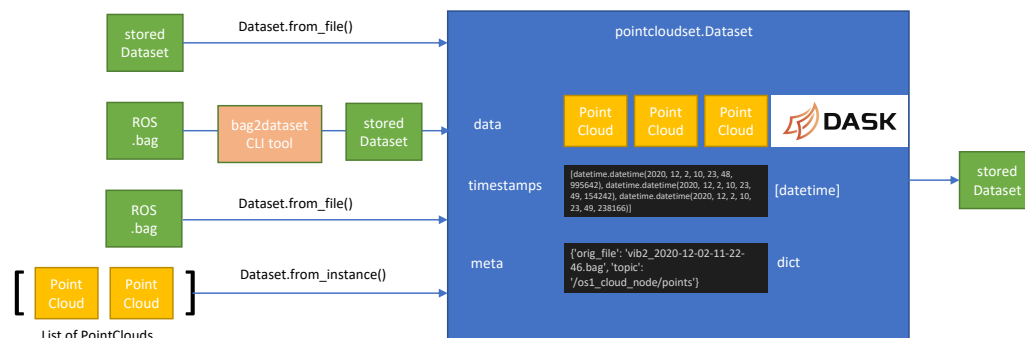 stored
Dataset
Dataset.from_file()
pointcloudset.Dataset
ROS
.bag
bag2dataset
CLI tool
stored
Dataset
data
Point
Cloud
Point
Cloud
Point
Cloud
DASK
timestamps
[datetime.datetime(2020, 12, 2, 10, 23, 48,
995642), datetime.datetime(2020, 12, 2, 10, 23,
49, 154242), datetime.datetime(2020, 12, 2, 10,
23, 49, 238166)]
[datetime]
stored
Dataset
ROS
.bag
Dataset.from_file()
meta
{'orig_file': 'vib2_2020-12-02-11-22-
46.bag', 'topic':
'/os1_cloud_node/points'}
dict
[
Point
Cloud
Point
Cloud
]
Dataset.from_instance()
List of PointClouds